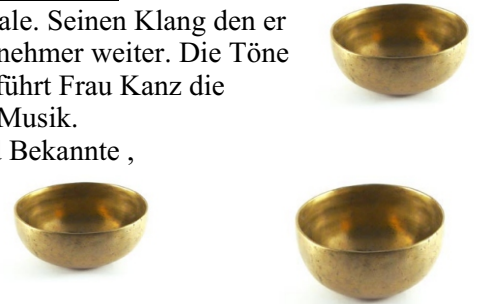 ale. Seinen Klang den er
nehmer weiter. Die Töne
führt Frau Kanz die
Musik.
Bekannte ,